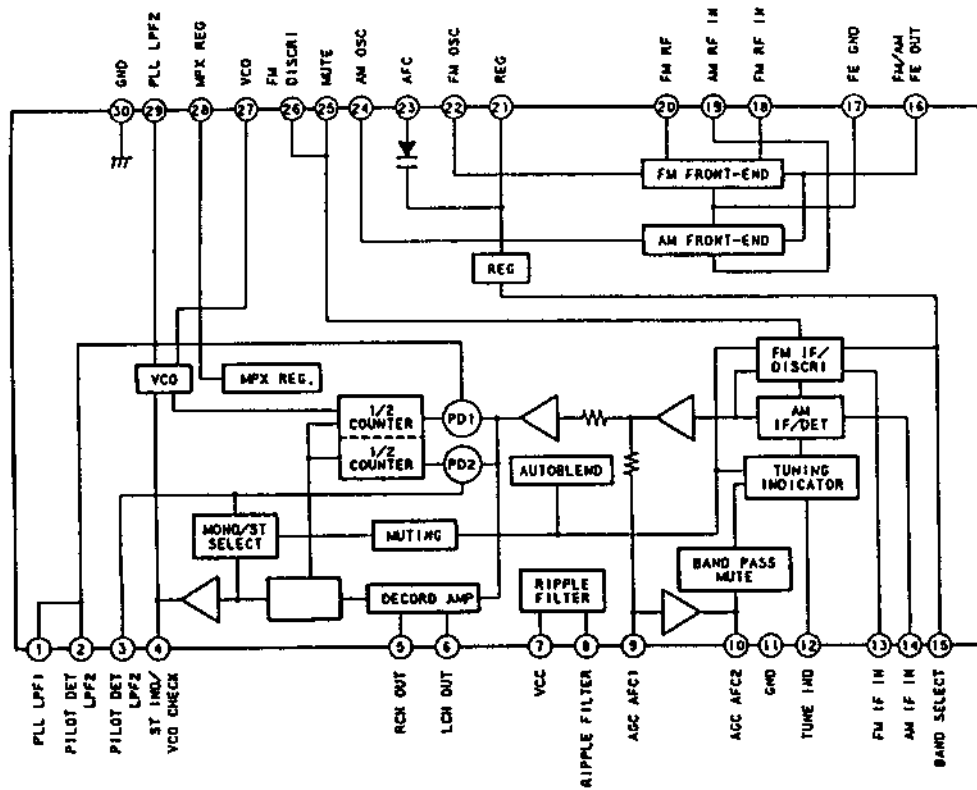 GND
PLL LPF2
MPX REG
VCO
FM
DISCRI
MUTE
AM OSC
AFC
FM OSC
REG
FM RF
AM RF IN
FM RF IN
FE GND
FM/AM
FE OUT
30
29
28
27
26
25
24
23
22
21
20
19
18
17
16
FM FRONT-END
AM FRONT-END
REG
VCO
MPX REG.
1/2
COUNTER
1/2
COUNTER
PD1
PD2
FM IF/
DISCRI
AM
IF/DET
TUNING
INDICATOR
AUTOBLEND
MONO/ST
SELECT
MUTING
BAND PASS
MUTE
DECORD AMP
RIPPLE
FILTER
1
2
3
4
5
6
7
8
9
10
11
12
13
14
15
PLL LPF1
PILOT DET
LPF2
PILOT DET
LPF2
ST IND/
VCO CHECK
RCH OUT
LCH OUT
VCC
RIPPLE FILTER
AGC AFC1
AGC AFC2
GND
TUNE IND
FM IF IN
AM IF IN
BAND SELECT